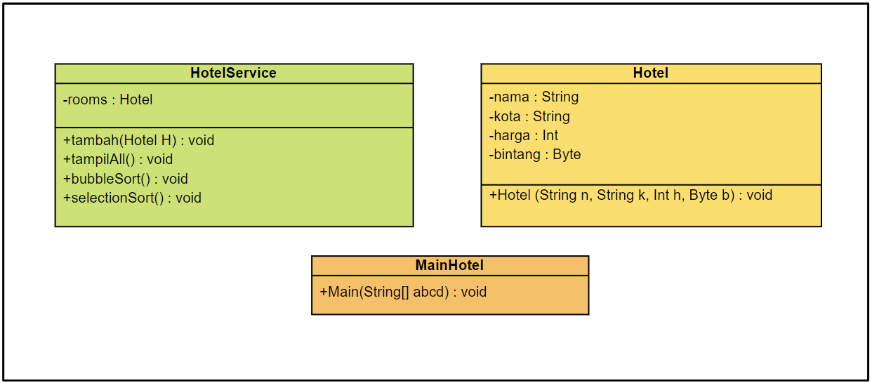 HotelService
-rooms : Hotel
+tambah(Hotel H) : void
+tampilAll() : void
+bubbleSort() : void
+selectionSort() : void
Hotel
-nama : String
-kota : String
-harga : Int
-bintang : Byte
+Hotel (String n, String k, Int h, Byte b) : void
MainHotel
+Main(String[] abcd) : void